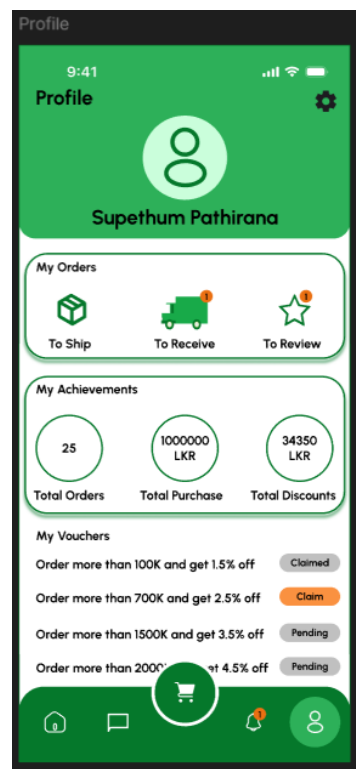 Profile
9:41
Profile
Supethum Pathirana
My Orders
1
1
To Ship
To Receive
To Review
My Achievements
25
1000000
LKR
34350
LKR
Total Orders
Total Purchase
Total Discounts
My Vouchers
Order more than 100K and get 1.5% off
Claimed
Order more than 700K and get 2.5% off
Claim
Order more than 1500K and get 3.5% off
Pending
Order more than 2000 get 4.5% off
Pending
1